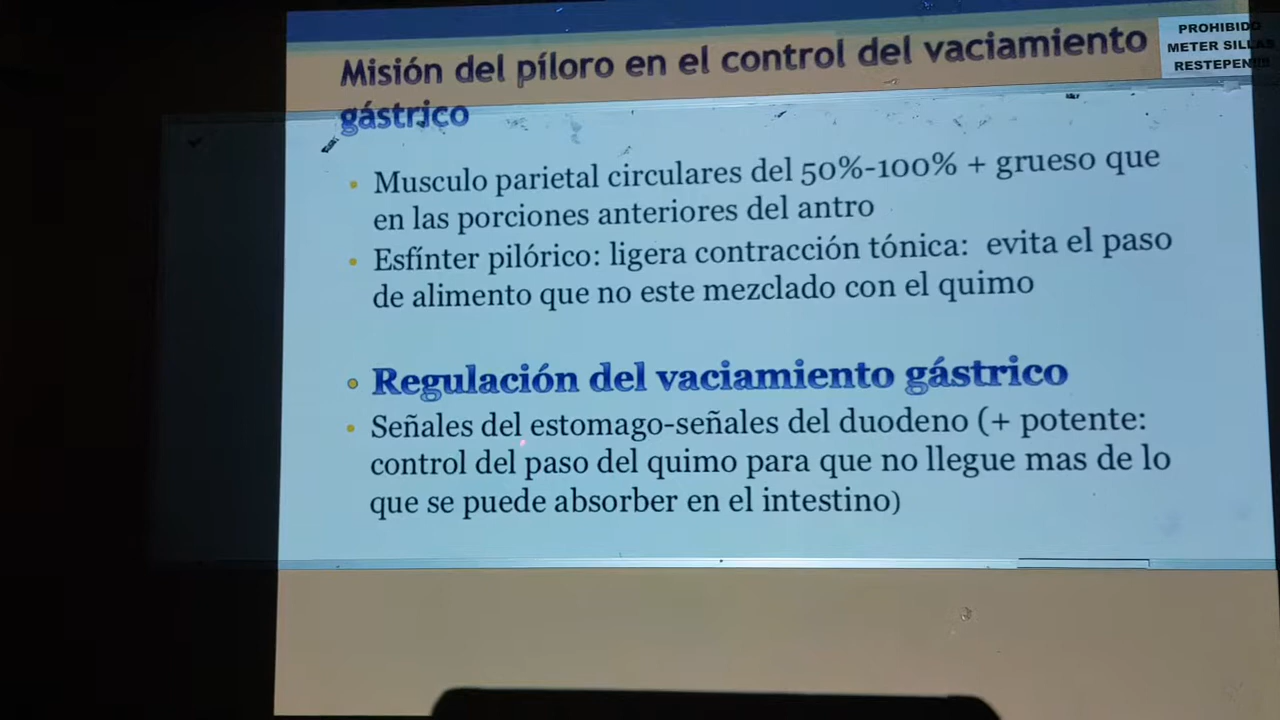 Misión del píloro en el control del vaciamiento
gástrico
PROHIBIDO
METER SILLAS
RESTEPEN!!!
Musculo parietal circulares del 50%-100% + grueso que
en las porciones anteriores del antro
Esfínter pilórico: ligera contracción tónica: evita el paso
de alimento que no este mezclado con el quimo
Regulación del vaciamiento gástrico
Señales del estomago-señales del duodeno (+ potente:
control del paso del quimo para que no llegue mas de lo
que se puede absorber en el intestino)